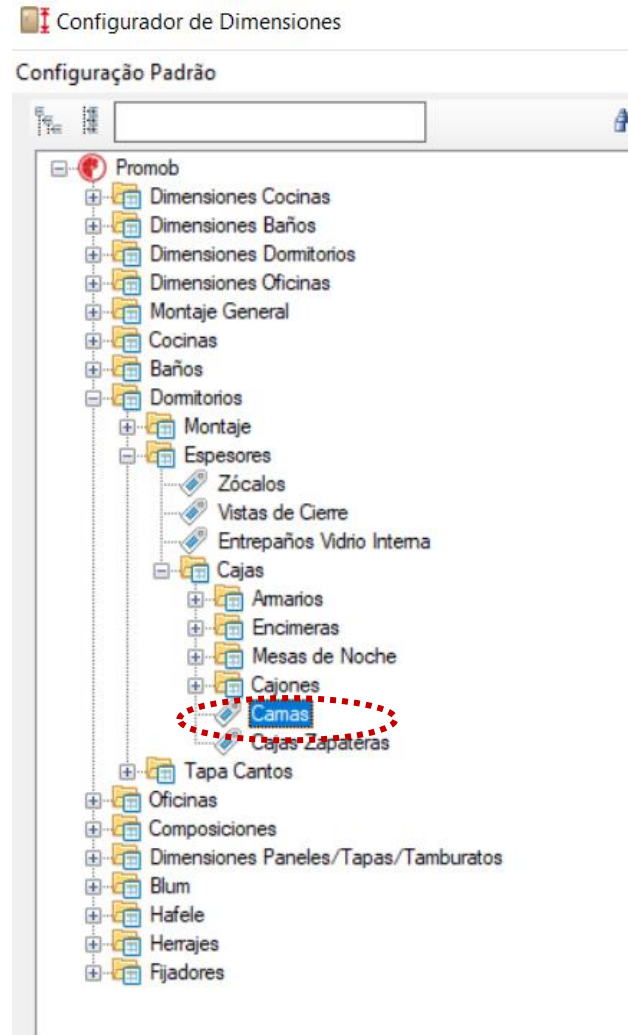 Configurador de Dimensiones
Configuração Padrão
Promob
Dimensiones Cocinas
Dimensiones Baños
Dimensiones Dormitorios
Dimensiones Oficinas
Montaje General
Cocinas
Baños
Dormitorios
Montaje
Espesores
Zócalos
Vistas de Cierre
Entrepaños Vidrio Interna
Cajas
Armarios
Encimeras
Mesas de Noche
Cajones
Camas
Cajas Zapateras
Tapa Cantos
Oficinas
Composiciones
Dimensiones Paneles/Tapas/Tamburatos
Blum
Hafele
Herrajes
Fijadores